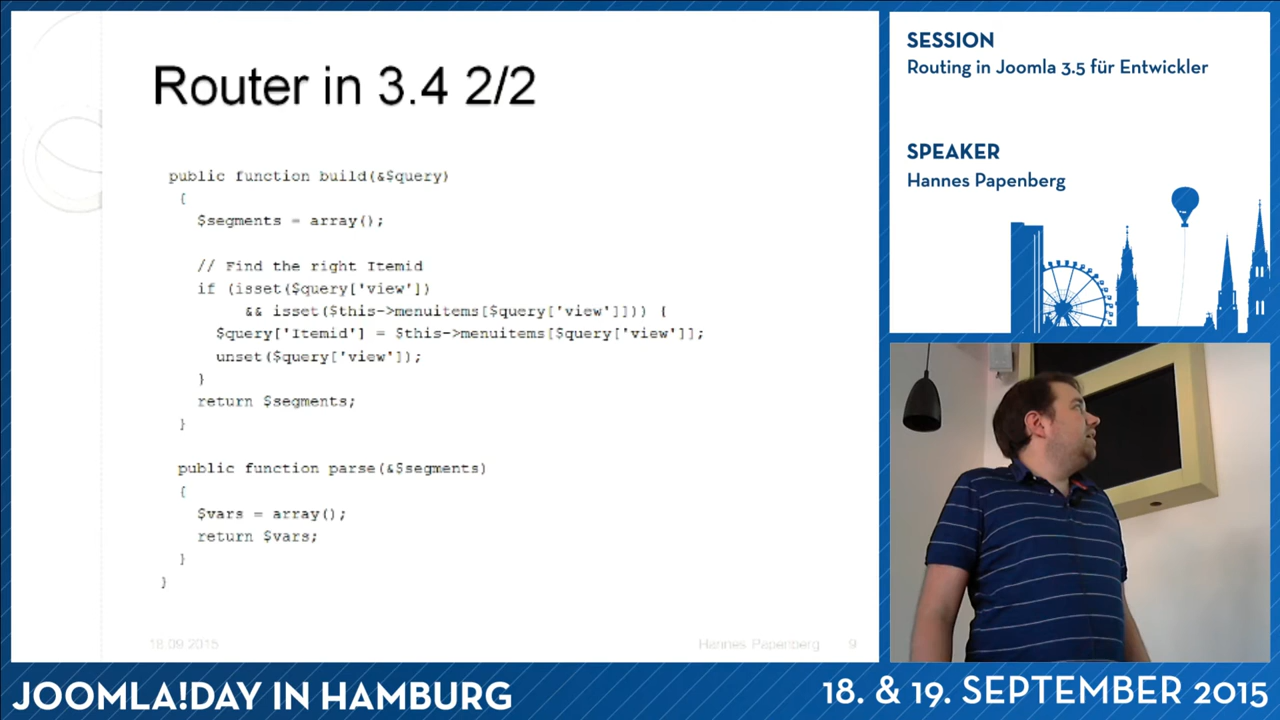 Router in 3.4 2/2
public function build(&$query)
{
$segments = array();
// Find the right Itemid
if (isset($query['view'])
&& isset($this->menuitems[$query['view']])) {
$query['Itemid'] = $this->menuitems[$query['view']];
unset($query['view']);
}
return $segments;
}
public function parse(&$segments)
{
$vars = array();
return $vars;
}
}
18.09.2015
Hannes Papenberg
9
SESSION
Routing in Joomla 3.5 für Entwickler
SPEAKER
Hannes Papenberg
JOOMLA!DAY IN HAMBURG
18. & 19. SEPTEMBER 2015